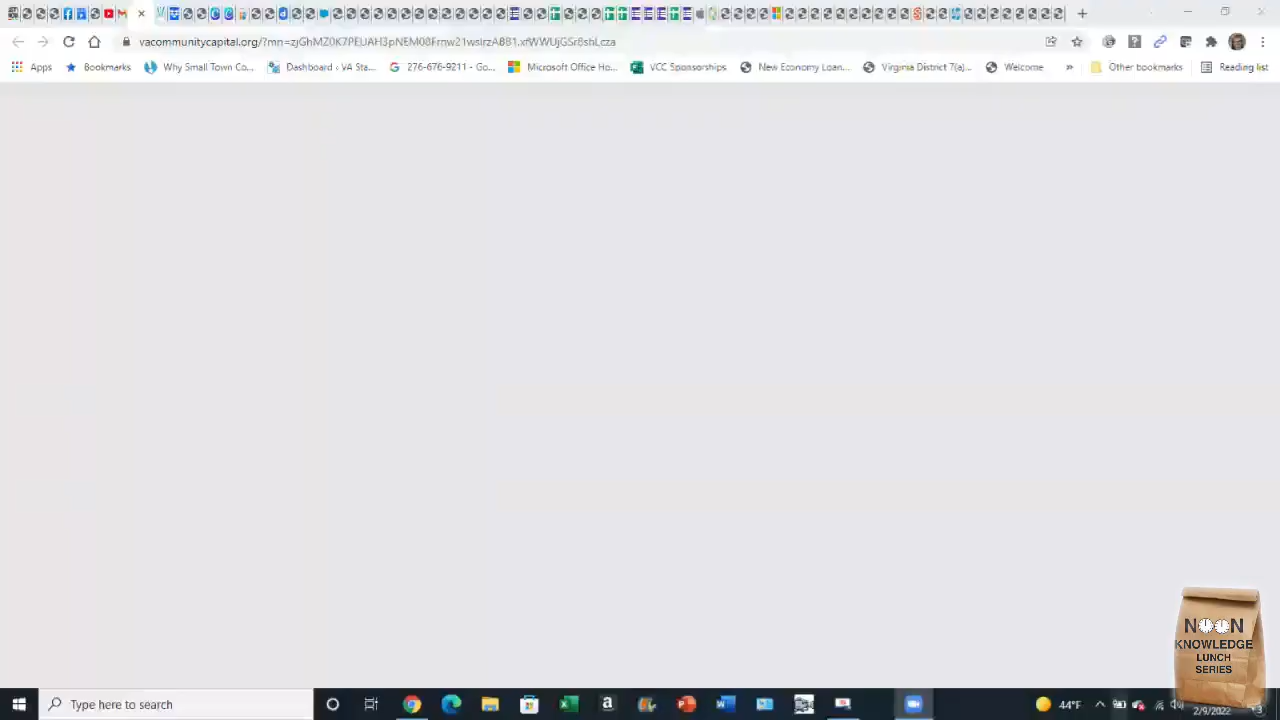 vacommunitycapital.org/?mn=
Apps
Bookmarks
Why Small Town Co...
Dashboard ‹ VA Sta...
276-676-9211 - Go...
Microsoft Office Ho...
VCC Sponsorships
New Economy Loan...
Virginia District 7(a)...
Welcome
»
Other bookmarks
Reading list
NOON
KNOWLEDGE
LUNCH
SERIES
Type here to search
44°F
2/9/2022